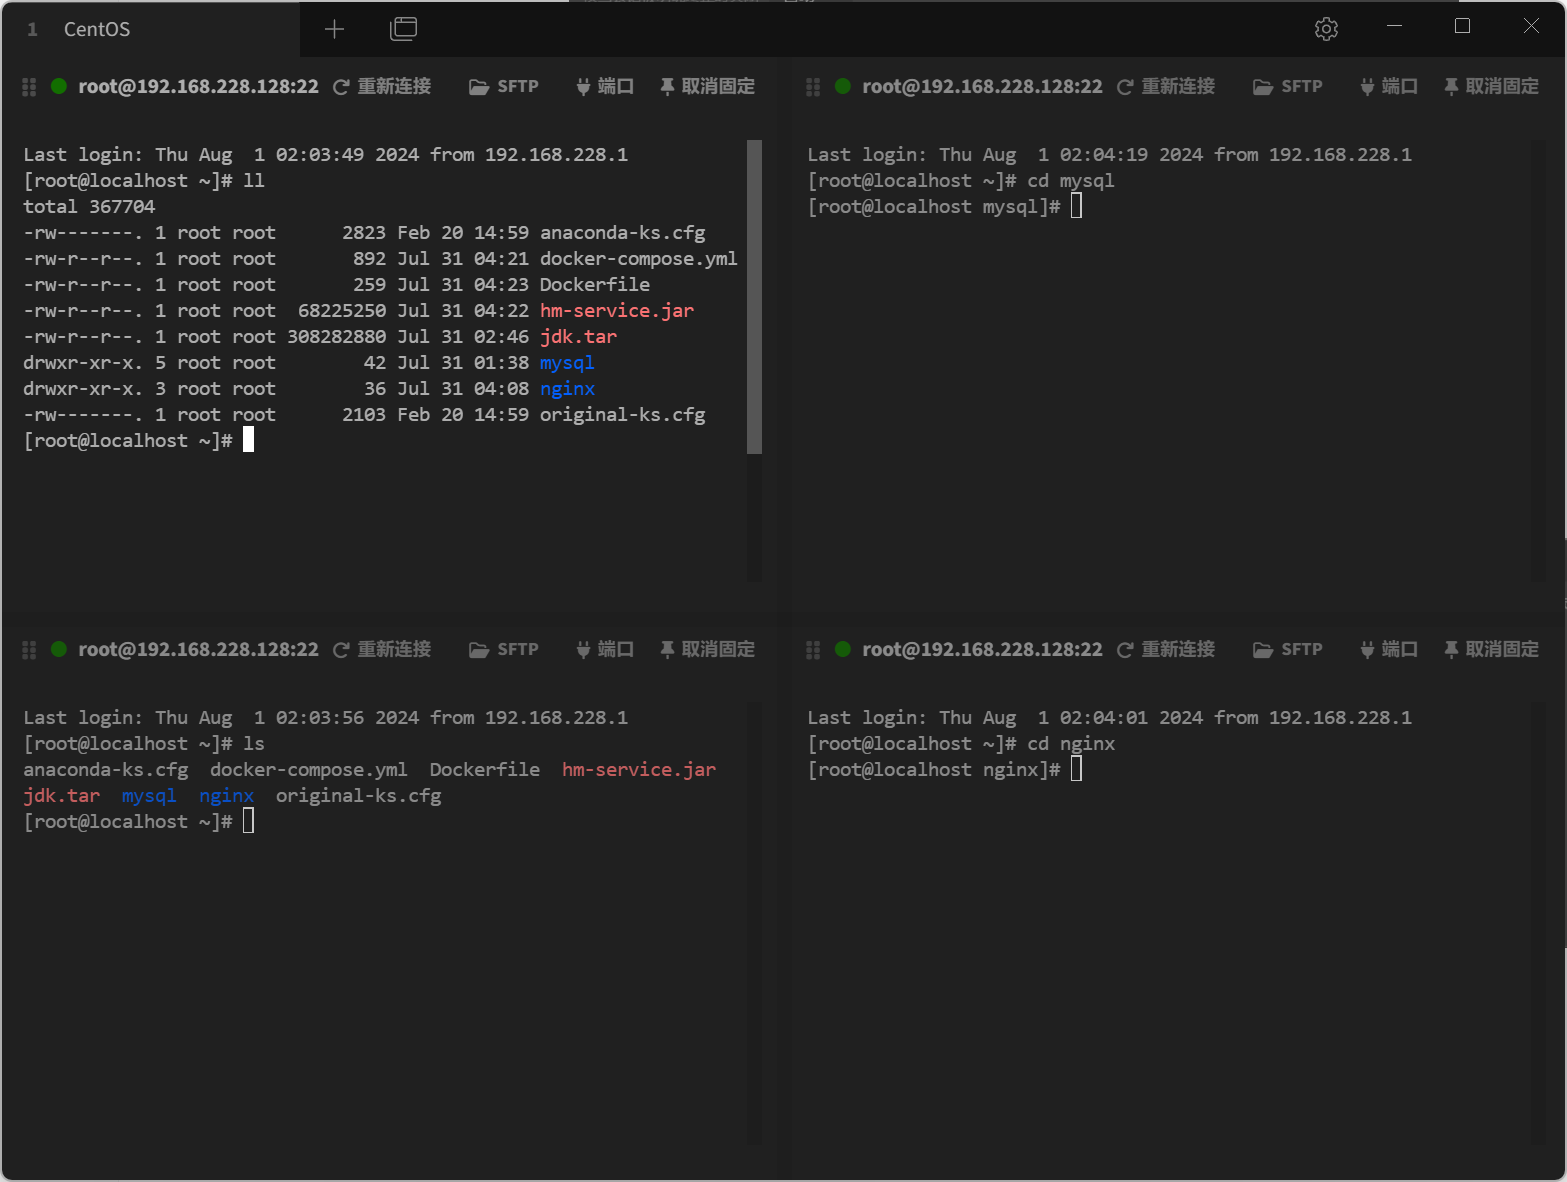 1 CentOS
root@192.168.228.128:22 重新连接 SFTP 端口 取消固定
Last login: Thu Aug  1 02:03:49 2024 from 192.168.228.1
[root@localhost ~]# ll
total 367704
-rw-------. 1 root root      2823 Feb 20 14:59 anaconda-ks.cfg
-rw-r--r--. 1 root root       892 Jul 31 04:21 docker-compose.yml
-rw-r--r--. 1 root root       259 Jul 31 04:23 Dockerfile
-rw-r--r--. 1 root root  68225250 Jul 31 04:22 hm-service.jar
-rw-r--r--. 1 root root 308282880 Jul 31 02:46 jdk.tar
drwxr-xr-x. 5 root root        42 Jul 31 01:38 mysql
drwxr-xr-x. 3 root root        36 Jul 31 04:08 nginx
-rw-------. 1 root root      2103 Feb 20 14:59 original-ks.cfg
[root@localhost ~]#
root@192.168.228.128:22 重新连接 SFTP 端口 取消固定
Last login: Thu Aug  1 02:04:19 2024 from 192.168.228.1
[root@localhost ~]# cd mysql
[root@localhost mysql]#
root@192.168.228.128:22 重新连接 SFTP 端口 取消固定
Last login: Thu Aug  1 02:03:56 2024 from 192.168.228.1
[root@localhost ~]# ls
anaconda-ks.cfg  docker-compose.yml  Dockerfile  hm-service.jar
jdk.tar  mysql  nginx  original-ks.cfg
[root@localhost ~]#
root@192.168.228.128:22 重新连接 SFTP 端口 取消固定
Last login: Thu Aug  1 02:04:01 2024 from 192.168.228.1
[root@localhost ~]# cd nginx
[root@localhost nginx]#